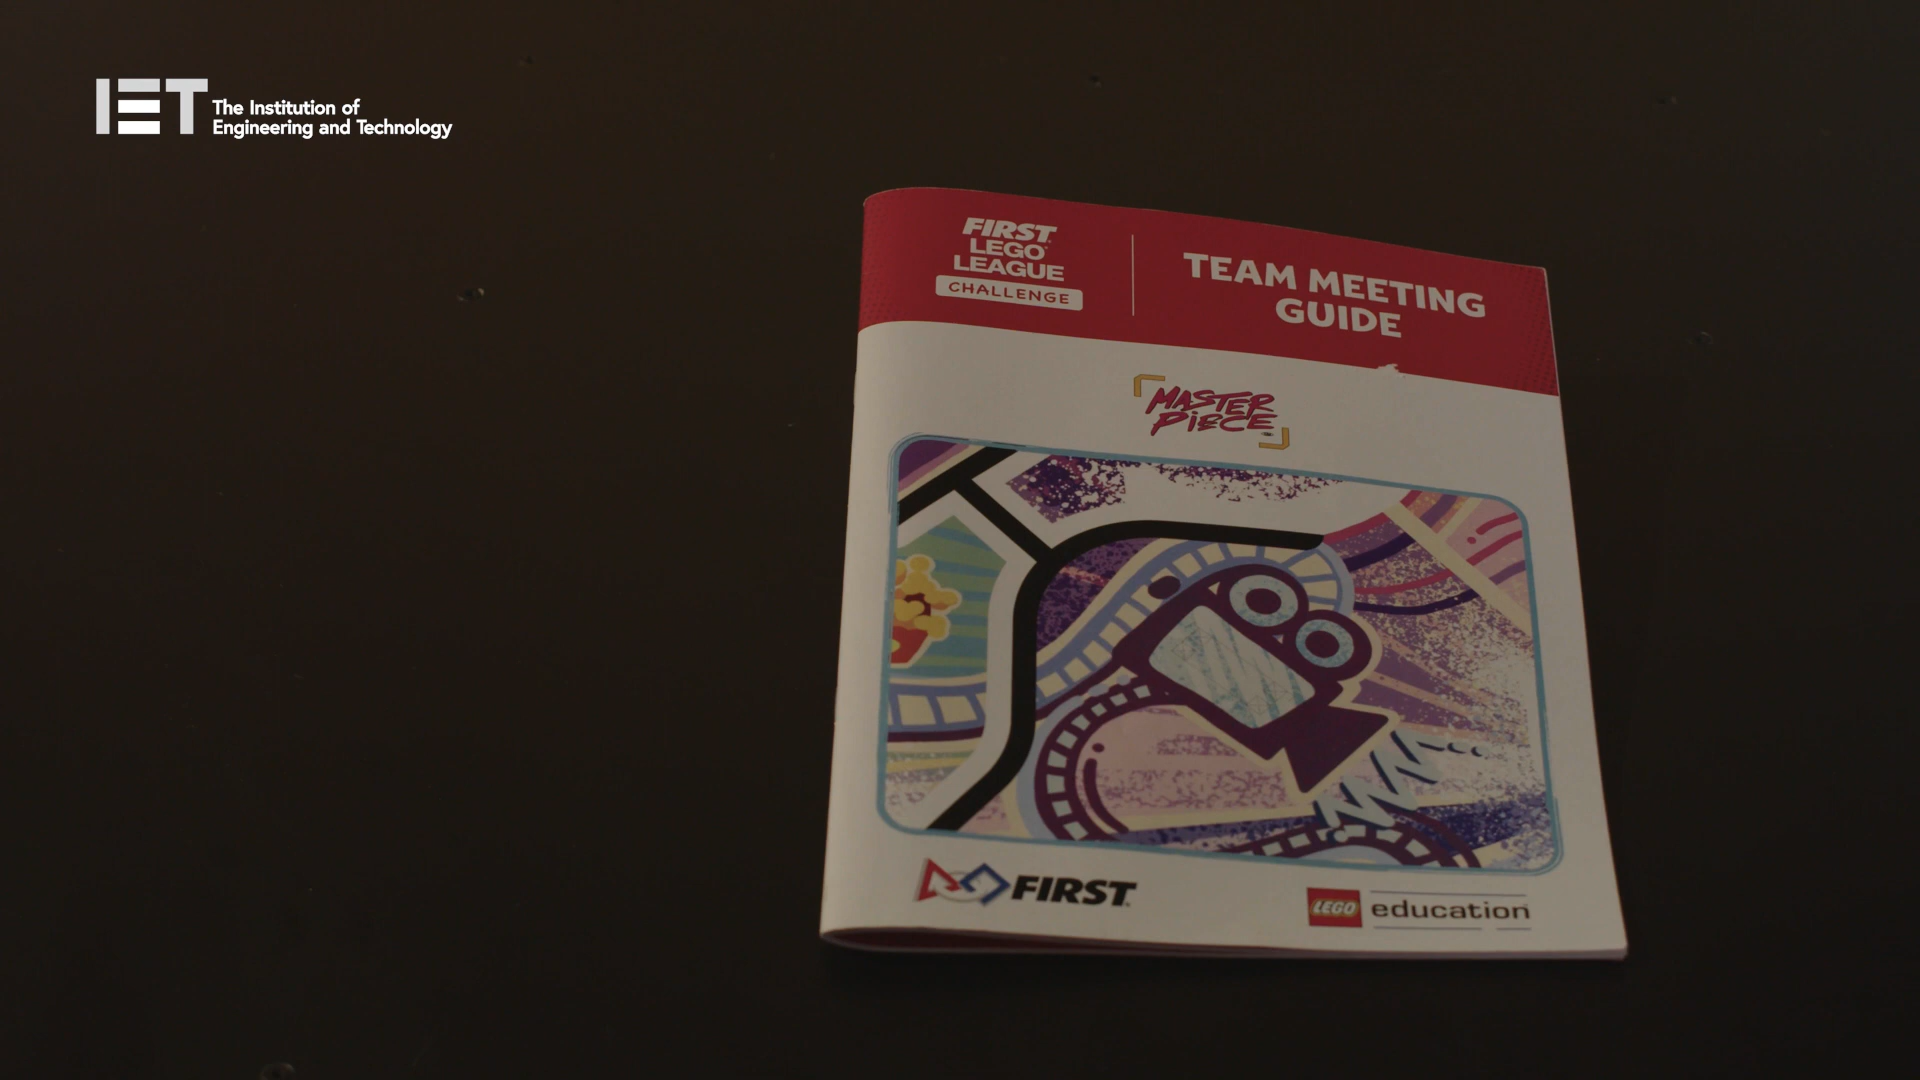 IET The Institution of
Engineering and Technology
FIRST
LEGO
LEAGUE
CHALLENGE
TEAM MEETING
GUIDE
MASTER
PIECE
FIRST
LEGO education